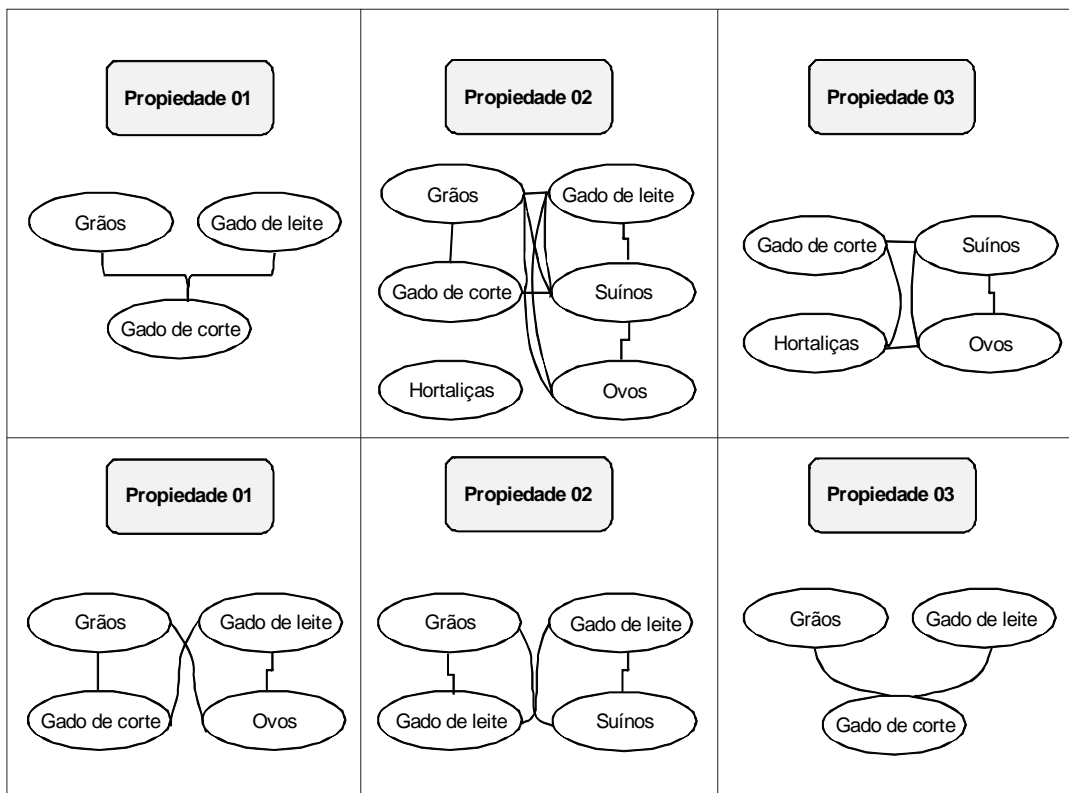 Propiedade 01
Grãos
Gado de leite
Gado de corte
Propiedade 02
Grãos
Gado de leite
Gado de corte
Suínos
Hortaliças
Ovos
Propiedade 03
Gado de corte
Suínos
Hortaliças
Ovos
Propiedade 01
Grãos
Gado de leite
Gado de corte
Ovos
Propiedade 02
Grãos
Gado de leite
Gado de leite
Suínos
Propiedade 03
Grãos
Gado de leite
Gado de corte